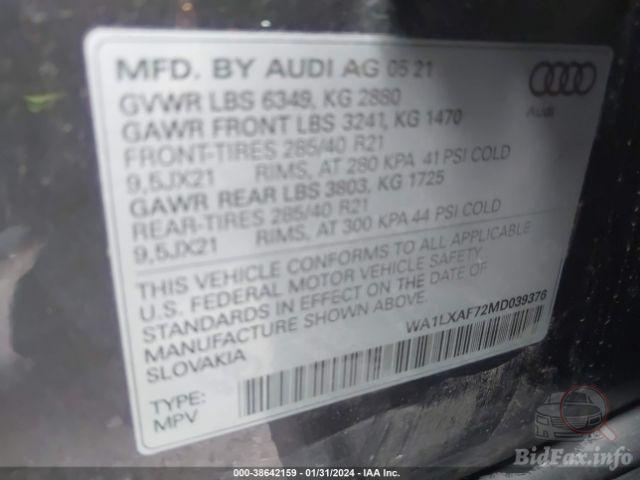 MFD. BY AUDI AG 05 21
GVWR LBS 6349, KG 2880
GAWR FRONT LBS 3241, KG 1470
FRONT-TIRES 285/40 R21
9,5JX21 RIMS, AT 280 KPA 41 PSI COLD
GAWR REAR LBS 3803, KG 1725
REAR-TIRES 285/40 R21
9,5JX21 RIMS, AT 300 KPA 44 PSI COLD
THIS VEHICLE CONFORMS TO ALL APPLICABLE
U.S. FEDERAL MOTOR VEHICLE SAFETY
STANDARDS IN EFFECT ON THE DATE OF
MANUFACTURE SHOWN ABOVE.
SLOVAKIA
WA1LXAF72MD039376
TYPE:
MPV
Audi
BidFax.info
000-38642159 - 01/31/2024 - IAA Inc.